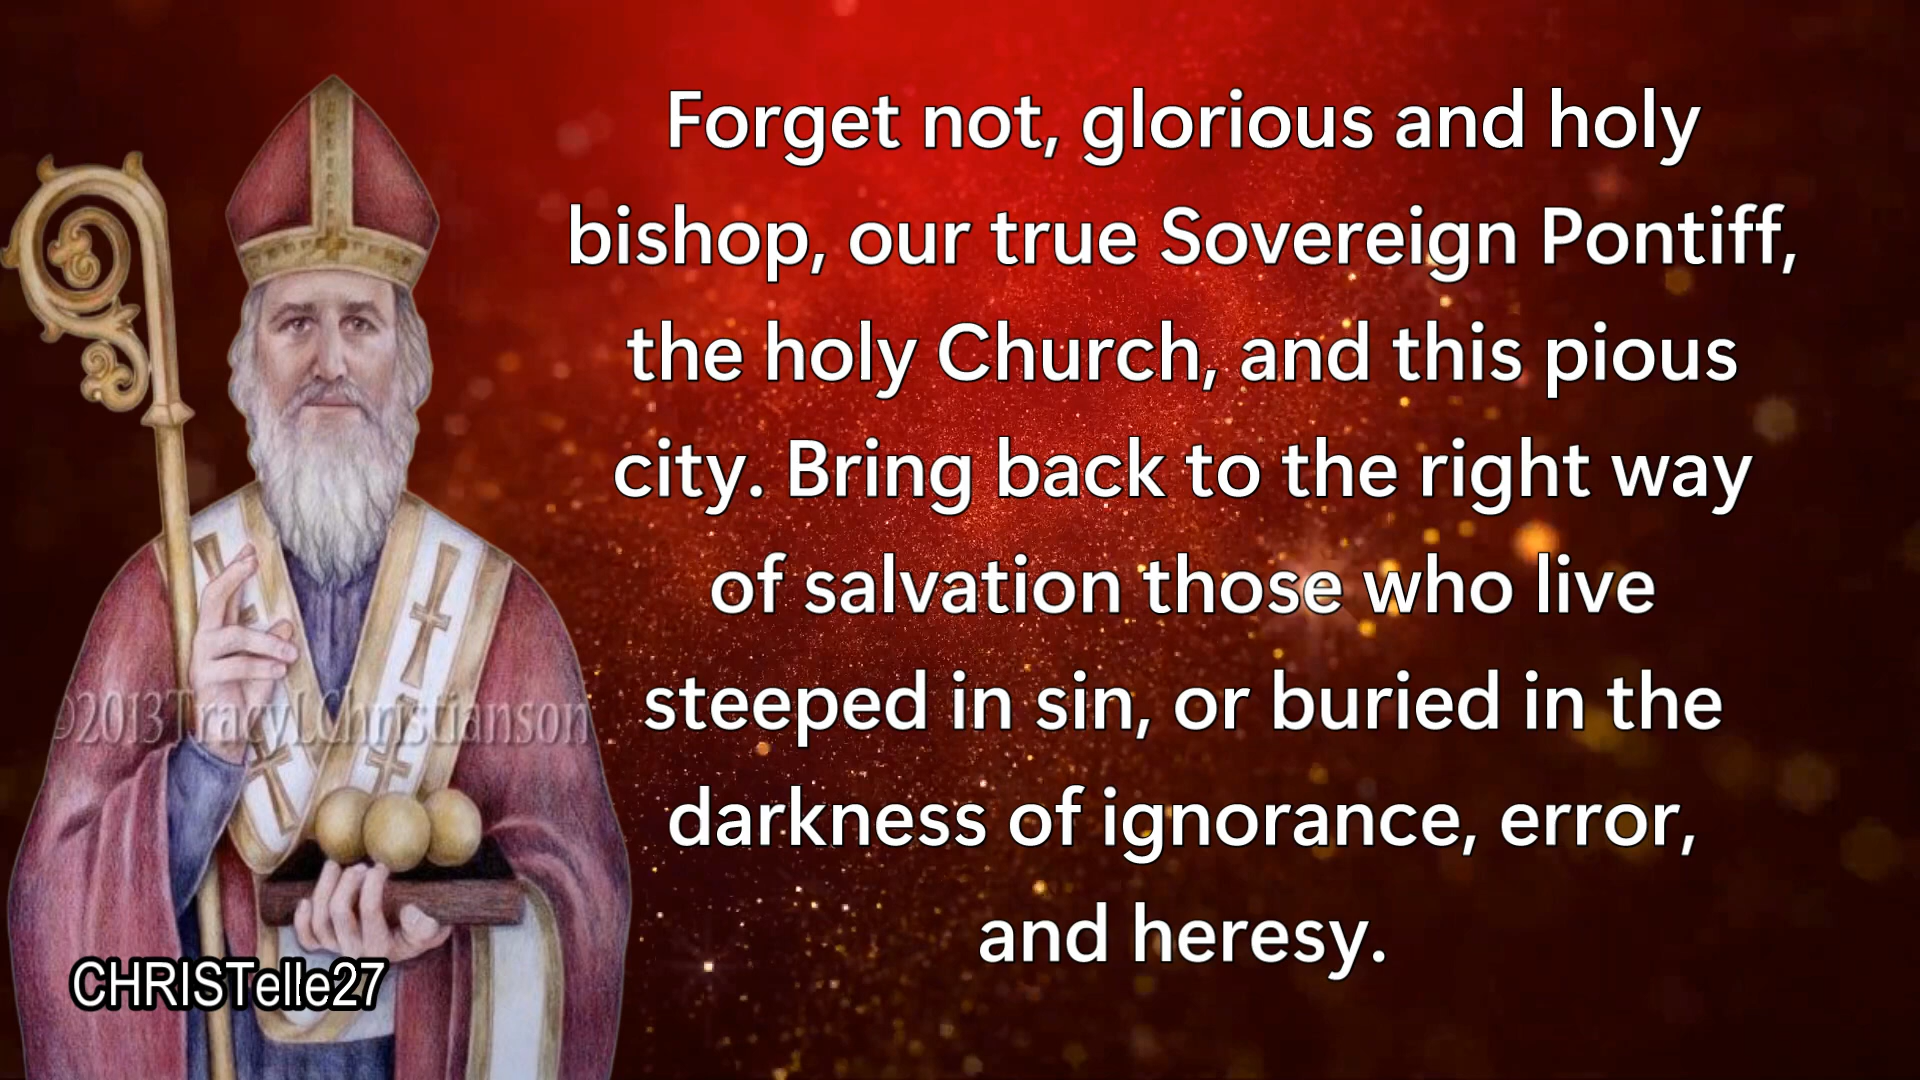 Forget not, glorious and holy
bishop, our true Sovereign Pontiff,
the holy Church, and this pious
city. Bring back to the right way
of salvation those who live
steeped in sin, or buried in the
darkness of ignorance, error,
and heresy.
©2013TracyLChristianson
CHRISTelle27